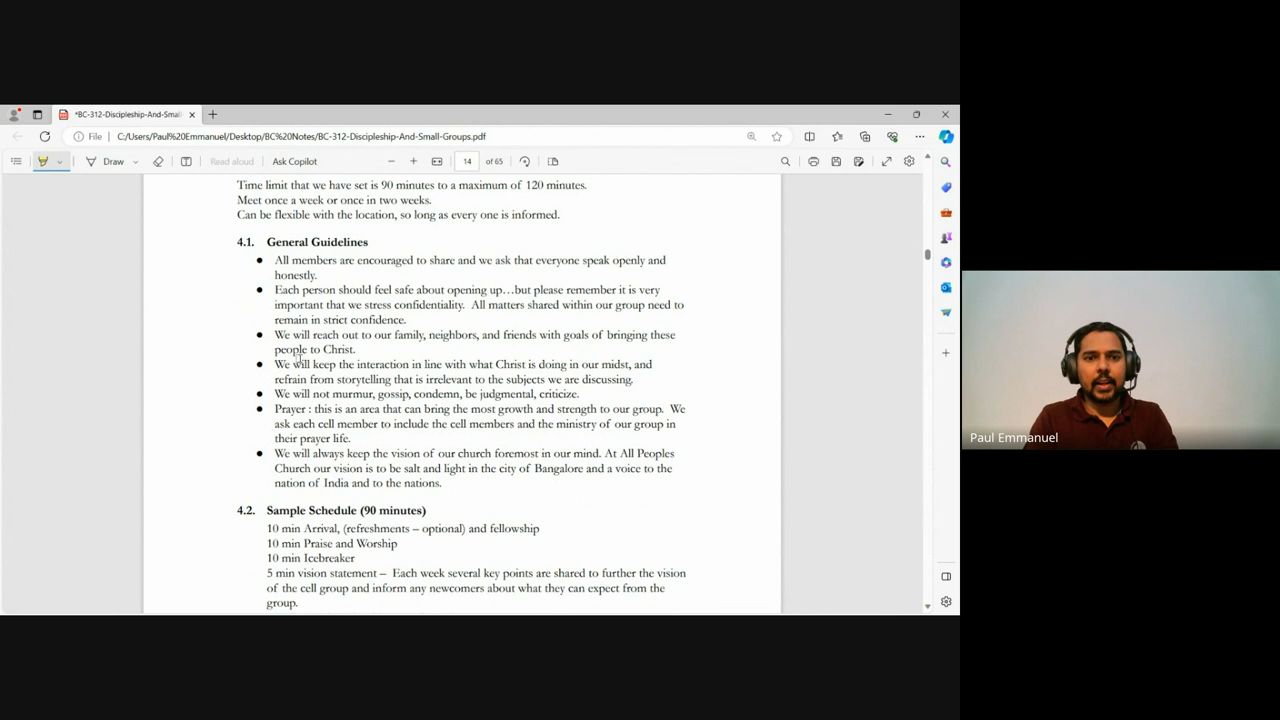 *BC-312-Discipleship-And-Smal
File
C:/Users/Paul%20Emmanuel/Desktop/BC%20Notes/BC-312-Discipleship-And-Small-Groups.pdf
Draw
Read aloud
Ask Copilot
14
of 65
Time limit that we have set is 90 minutes to a maximum of 120 minutes.
Meet once a week or once in two weeks.
Can be flexible with the location, so long as every one is informed.
4.1. General Guidelines
● All members are encouraged to share and we ask that everyone speak openly and
honestly.
● Each person should feel safe about opening up…but please remember it is very
important that we stress confidentiality. All matters shared within our group need to
remain in strict confidence.
● We will reach out to our family, neighbors, and friends with goals of bringing these
people to Christ.
● We will keep the interaction in line with what Christ is doing in our midst, and
refrain from storytelling that is irrelevant to the subjects we are discussing.
● We will not murmur, gossip, condemn, be judgmental, criticize.
● Prayer : this is an area that can bring the most growth and strength to our group. We
ask each cell member to include the cell members and the ministry of our group in
their prayer life.
● We will always keep the vision of our church foremost in our mind. At All Peoples
Church our vision is to be salt and light in the city of Bangalore and a voice to the
nation of India and to the nations.
4.2. Sample Schedule (90 minutes)
10 min Arrival, (refreshments – optional) and fellowship
10 min Praise and Worship
10 min Icebreaker
5 min vision statement – Each week several key points are shared to further the vision
of the cell group and inform any newcomers about what they can expect from the
group.
Paul Emmanuel